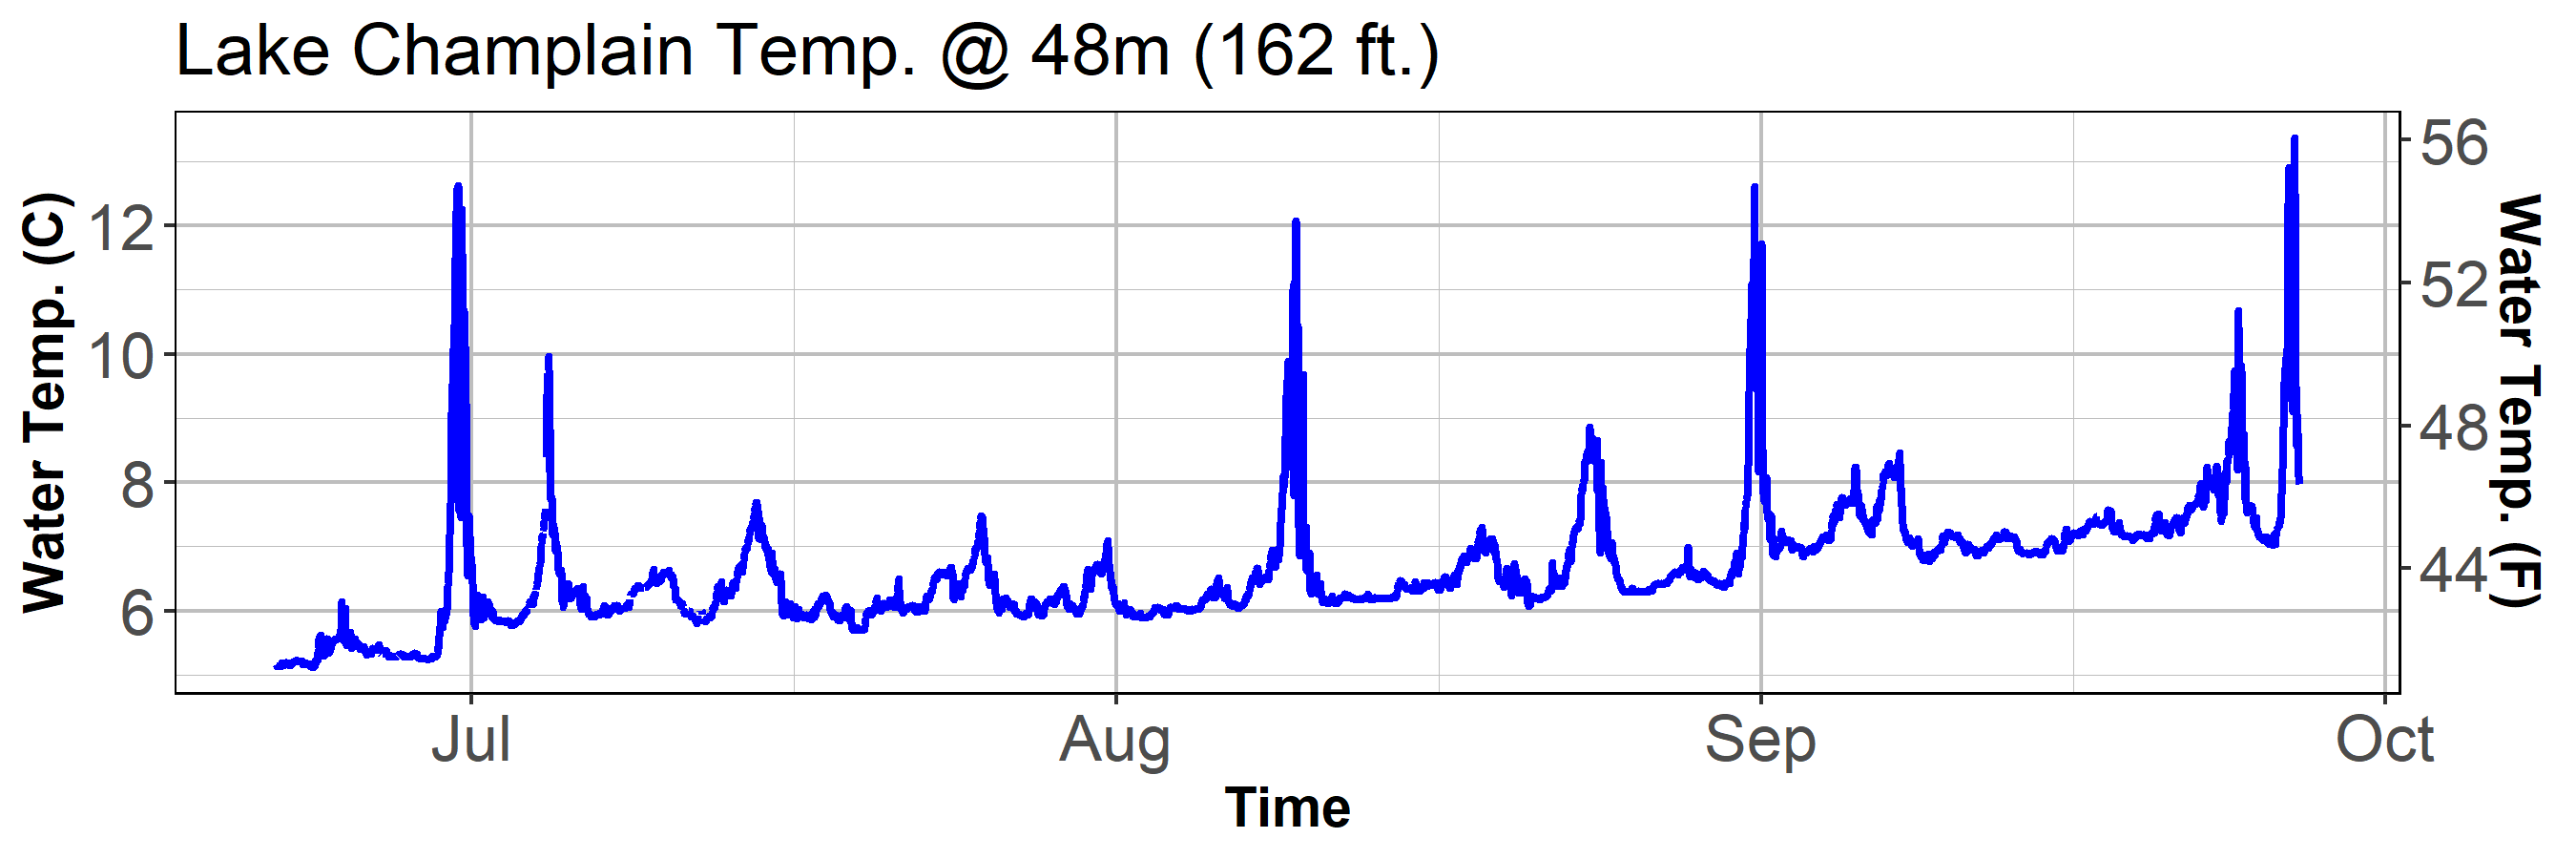 Lake Champlain Temp. @ 48m (162 ft.)
Water Temp. (C)
12
10
8
6
56
52
48
44
Water Temp. (F)
Jul Aug Sep Oct
Time